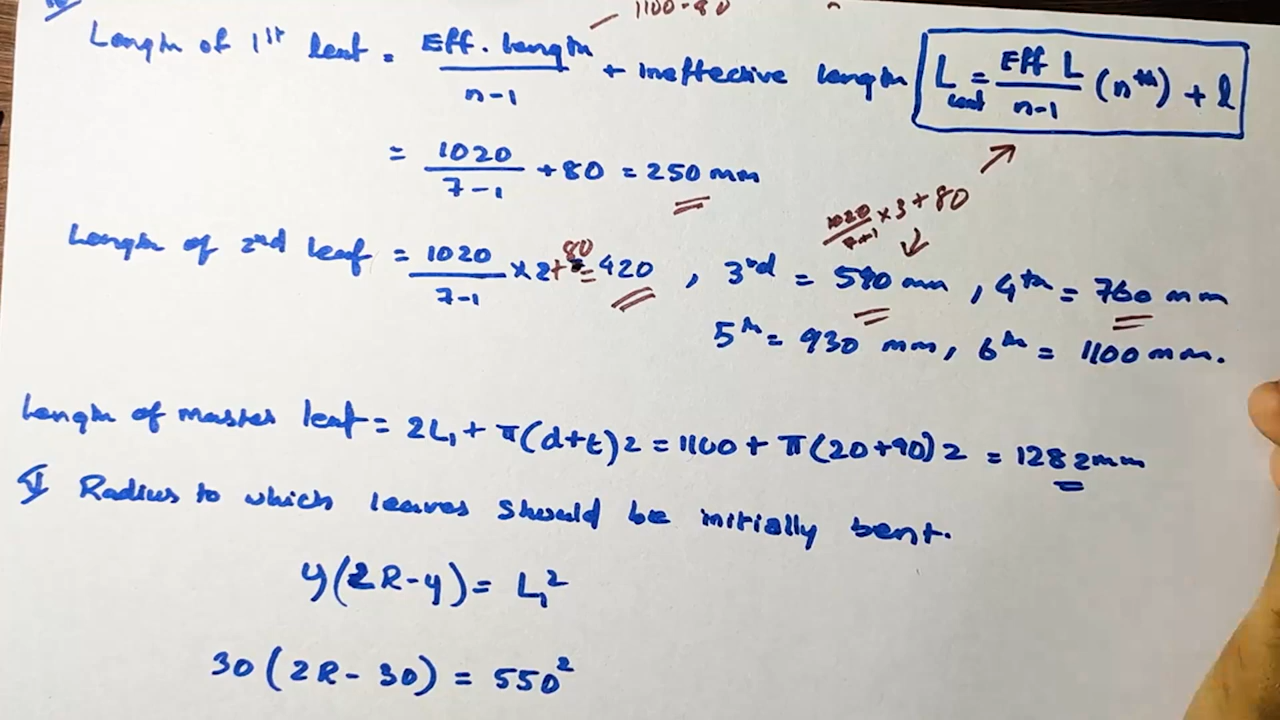 1100-80
Length of 1st leaf = Eff. length / n-1 + ineffective length
L leaf = Eff L / n-1 (nth) + l
= 1020 / 7-1 + 80 = 250 mm
1020 / × 3 + 80
Length of 2nd leaf = 1020 / 7-1 × 2 + 80 = 420 , 3rd = 590 mm , 4th = 760 mm
5th = 930 mm, 6th = 1100 mm.
Length of master leaf = 2L₁ + π(d+t)2 = 1100 + π(20+90)2 = 1282mm
Radius to which leaves should be initially bent.
y(2R-y) = L₁²
30(2R-30) = 550²